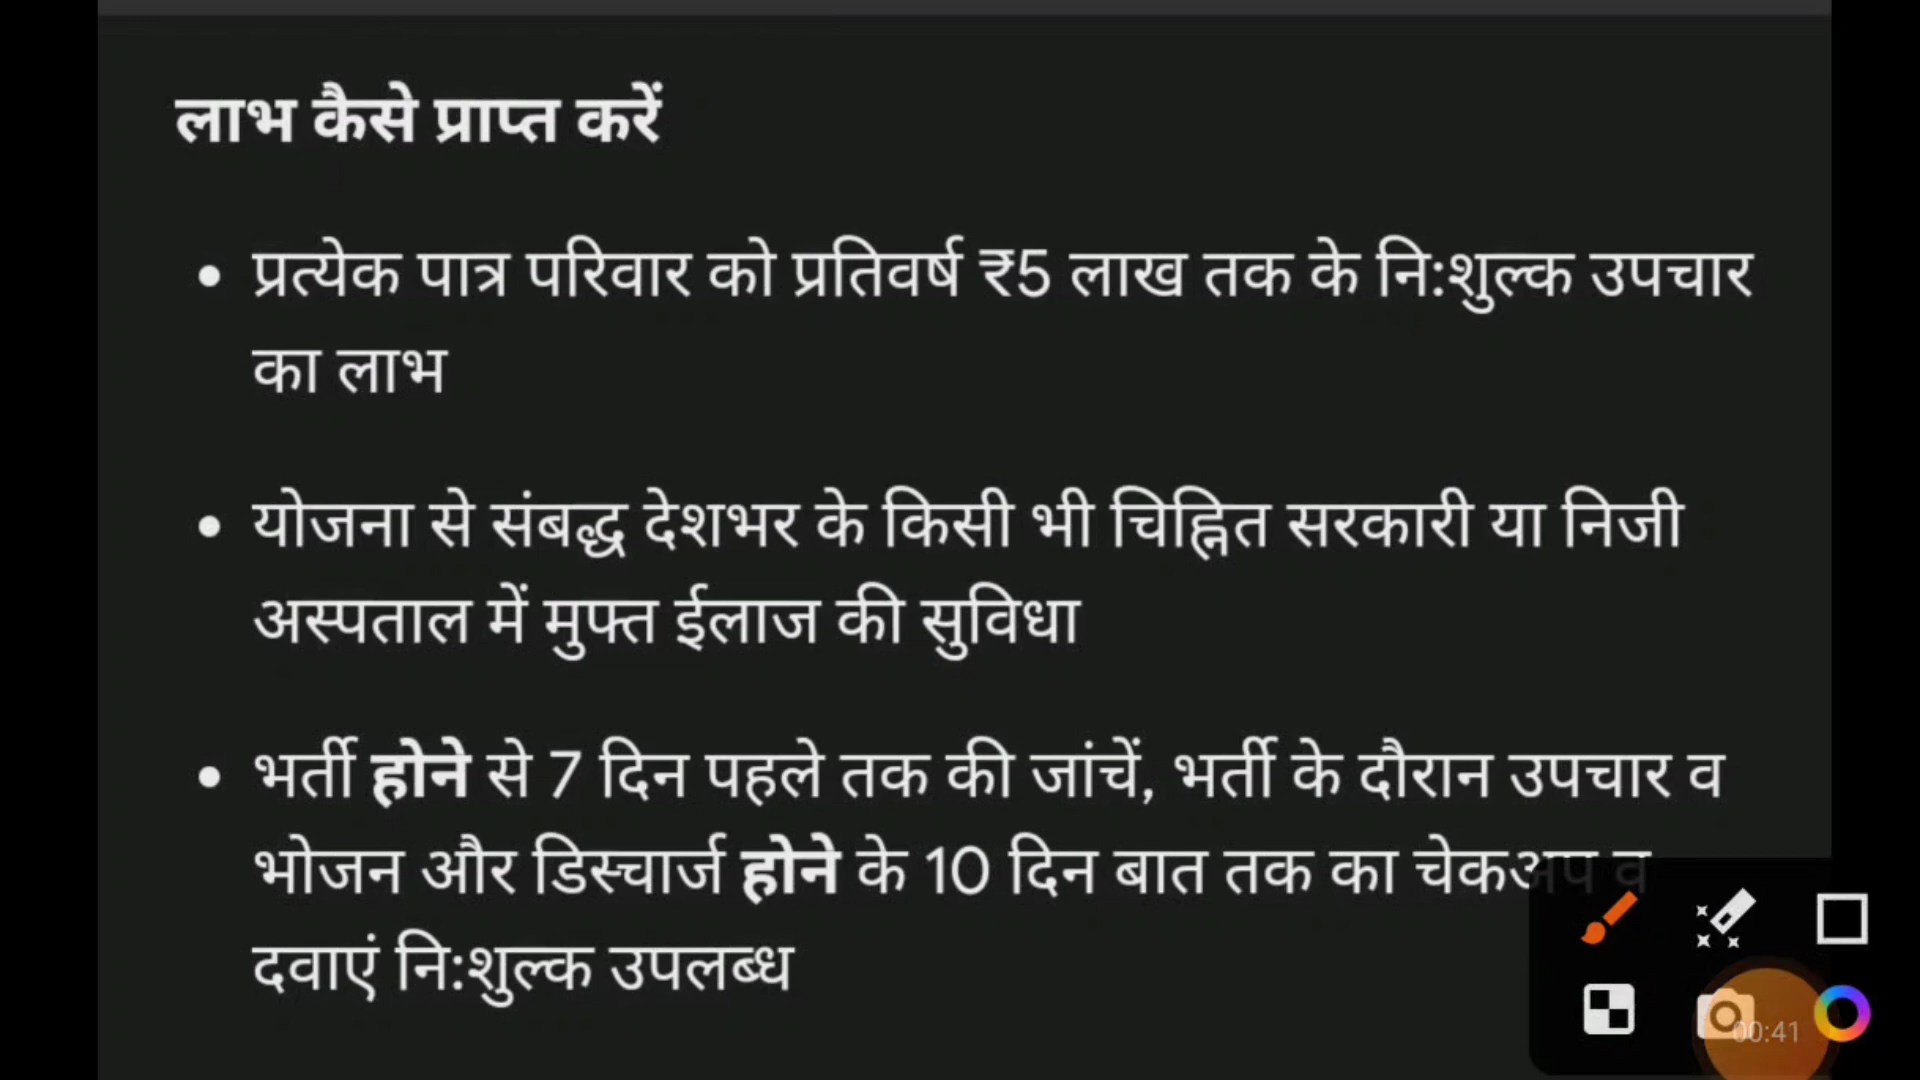 लाभ कैसे प्राप्त करें
• प्रत्येक पात्र परिवार को प्रतिवर्ष ₹5 लाख तक के नि:शुल्क उपचार
का लाभ
• योजना से संबद्ध देशभर के किसी भी चिह्नित सरकारी या निजी
अस्पताल में मुफ्त ईलाज की सुविधा
• भर्ती होने से 7 दिन पहले तक की जांचें, भर्ती के दौरान उपचार व
भोजन और डिस्चार्ज होने के 10 दिन बात तक का चेकअप व
दवाएं नि:शुल्क उपलब्ध
00:41